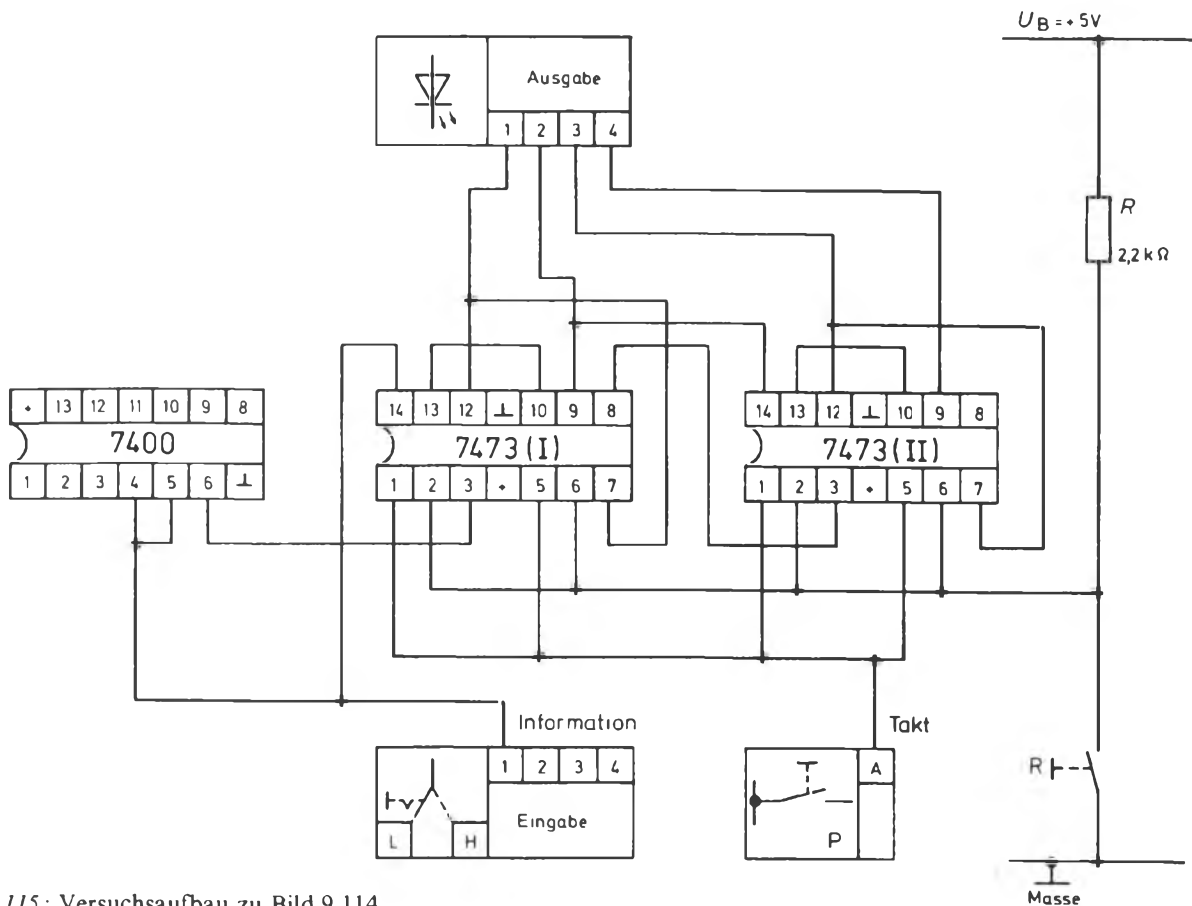 U_B = + 5V
Ausgabe
1 2 3 4
R
2,2 kΩ
+ 13 12 11 10 9 8
7400
1 2 3 4 5 6 ⊥
14 13 12 ⊥ 10 9 8
7473 (I)
1 2 3 + 5 6 7
14 13 12 ⊥ 10 9 8
7473 (II)
1 2 3 + 5 6 7
Information
Takt
1 2 3 4
Eingabe
L H
A
P
R
Masse
115: Versuchsaufbau zu Bild 9.114